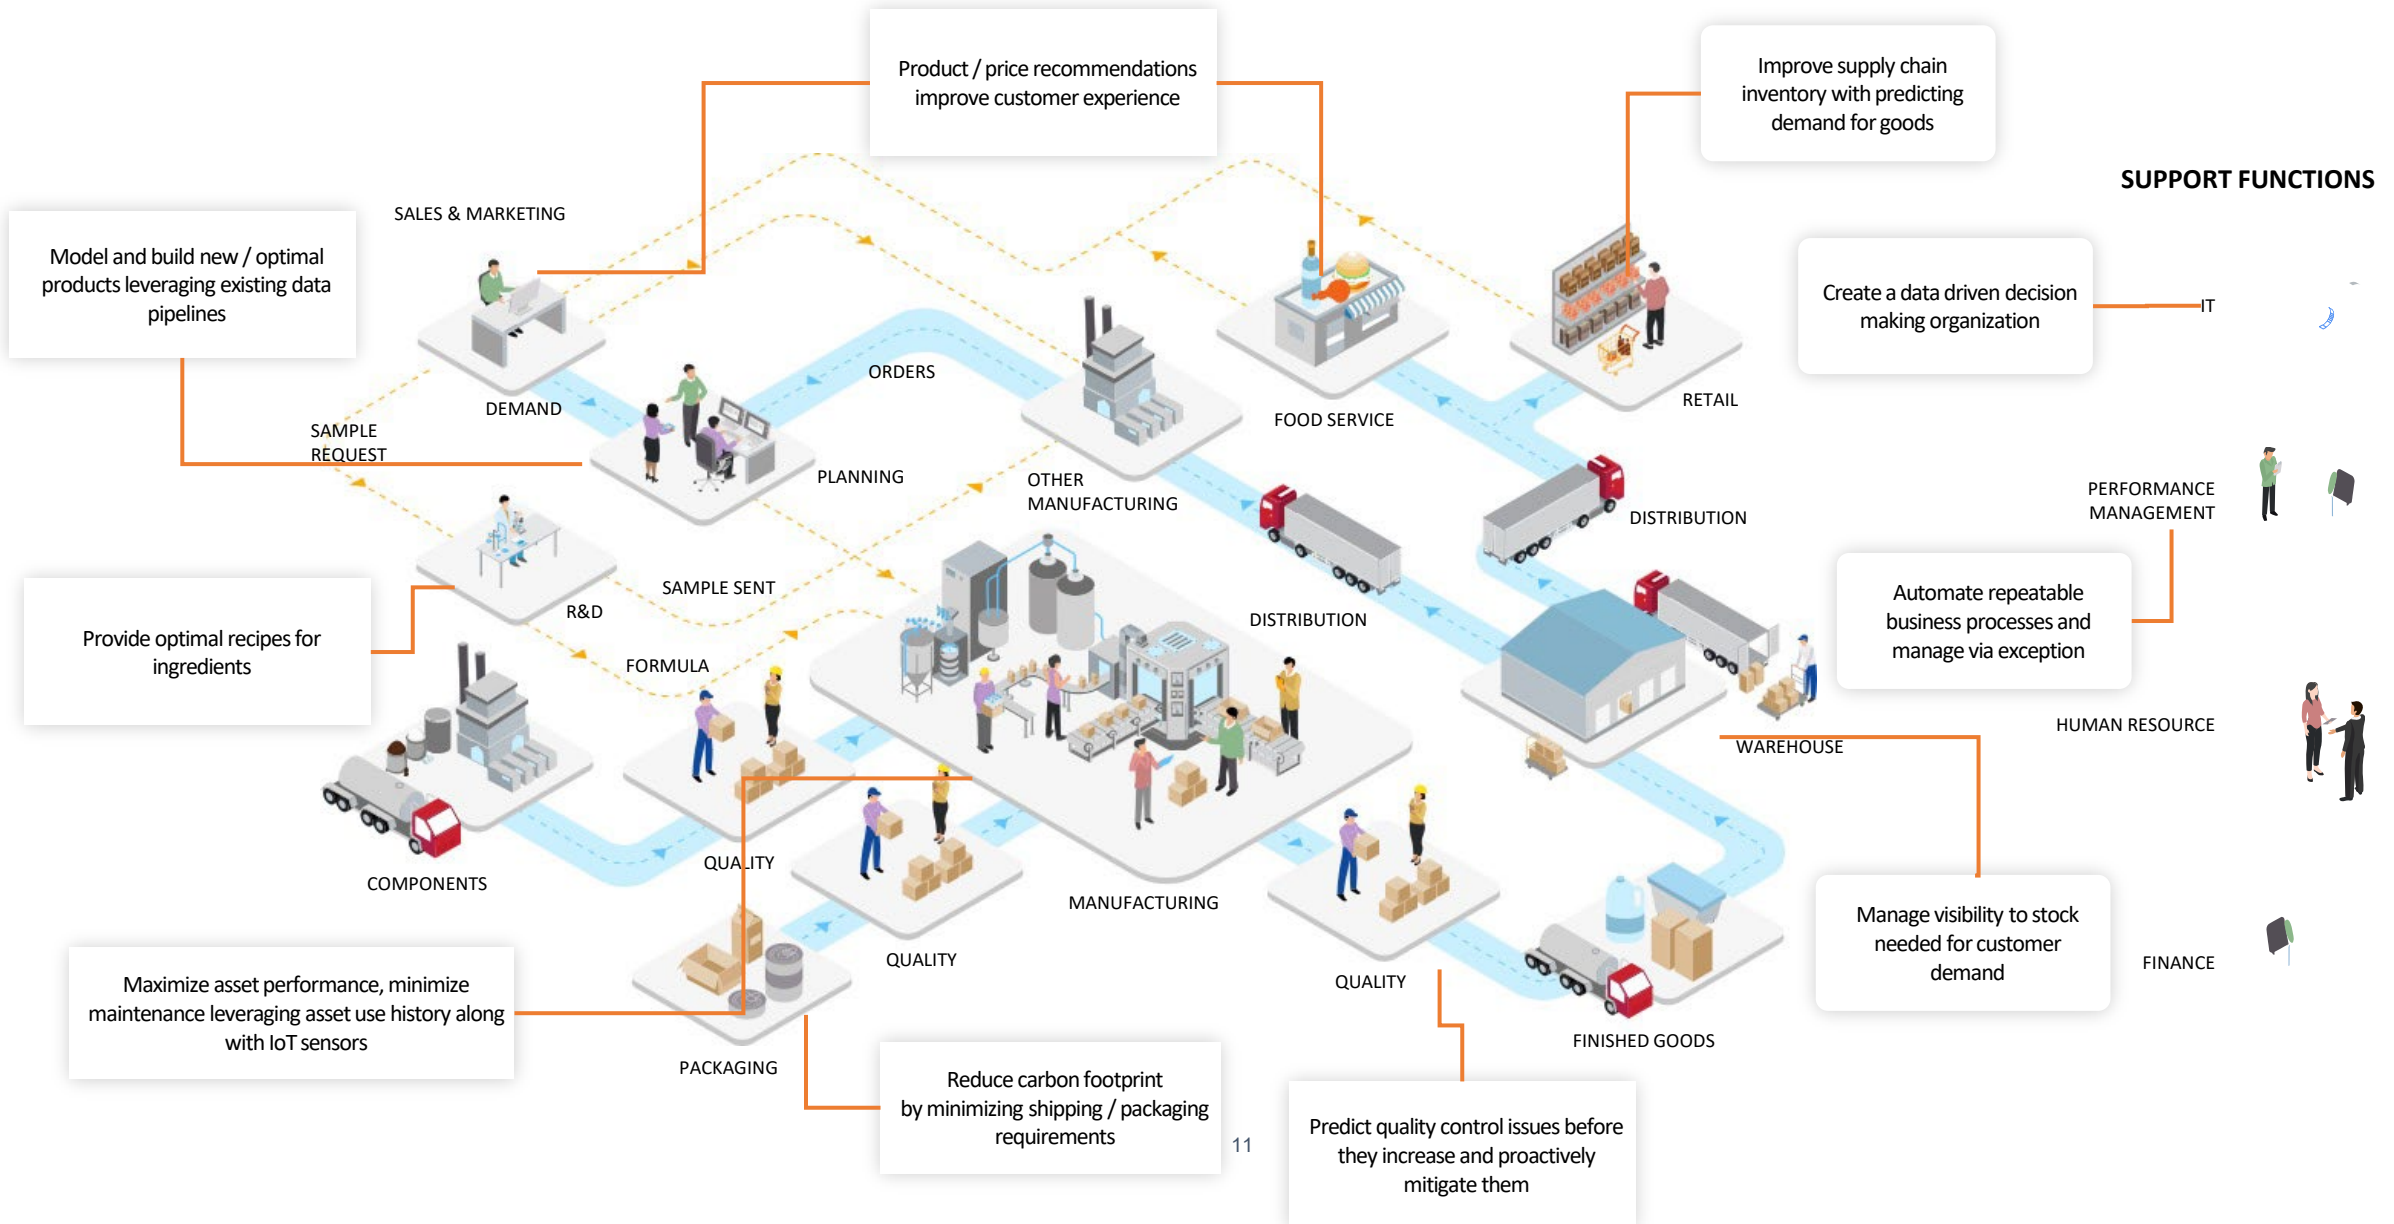 Product / price recommendations
improve customer experience
Improve supply chain
inventory with predicting
demand for goods
SUPPORT FUNCTIONS
SALES & MARKETING
Model and build new / optimal
products leveraging existing data
pipelines
Create a data driven decision
making organization
IT
ORDERS
DEMAND
RETAIL
FOOD SERVICE
SAMPLE
REQUEST
PLANNING
OTHER
MANUFACTURING
PERFORMANCE
MANAGEMENT
DISTRIBUTION
SAMPLE SENT
R&D
DISTRIBUTION
Automate repeatable
business processes and
manage via exception
Provide optimal recipes for
ingredients
FORMULA
HUMAN RESOURCE
WAREHOUSE
COMPONENTS
QUALITY
MANUFACTURING
Manage visibility to stock
needed for customer
demand
QUALITY
FINANCE
QUALITY
Maximize asset performance, minimize
maintenance leveraging asset use history along
with IoT sensors
FINISHED GOODS
PACKAGING
Reduce carbon footprint
by minimizing shipping / packaging
requirements
11
Predict quality control issues before
they increase and proactively
mitigate them